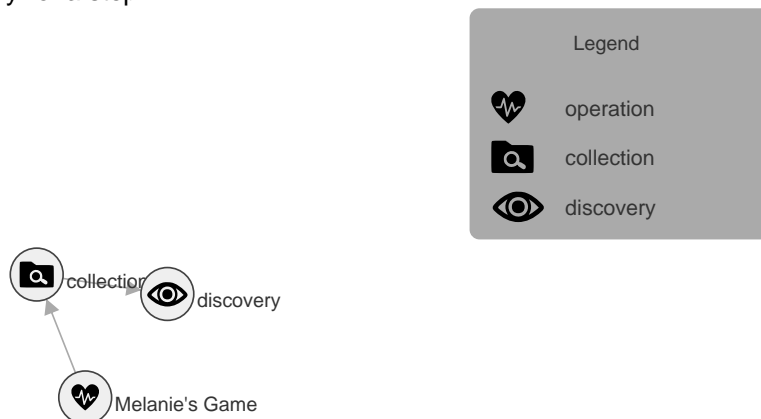 Legend
operation
collection
discovery
collection
discovery
Melanie's Game